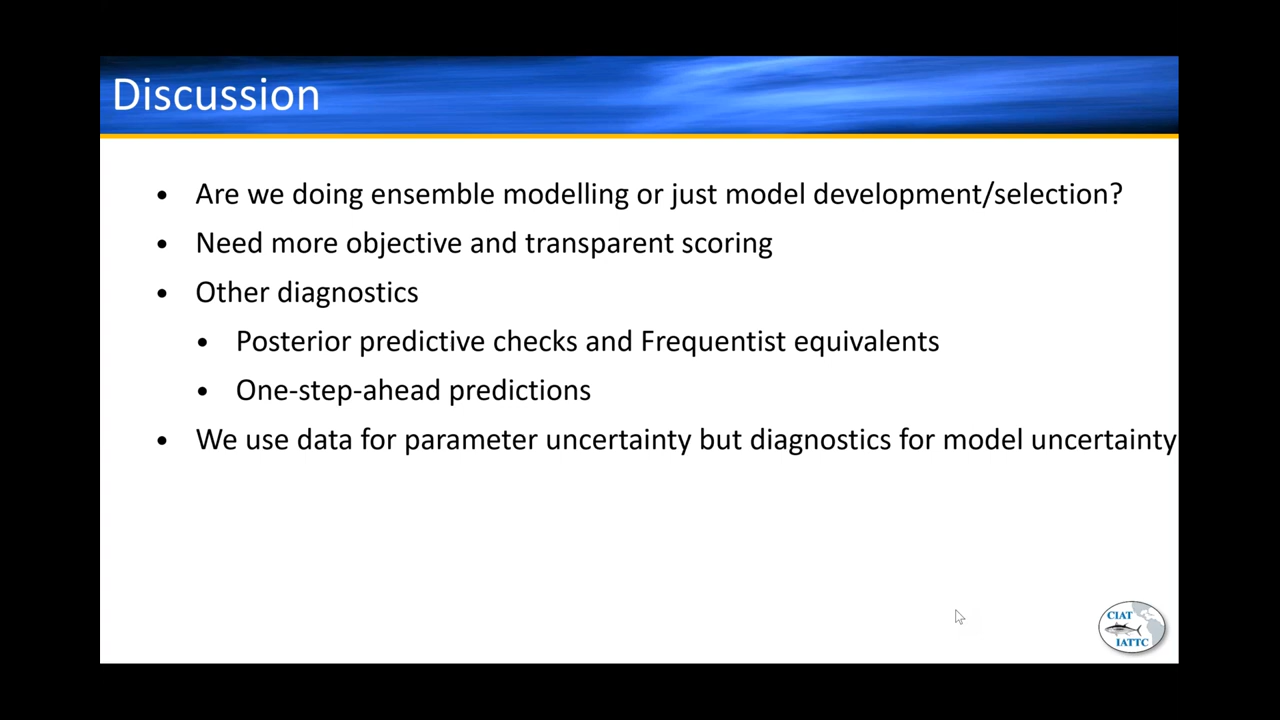 Discussion
• Are we doing ensemble modelling or just model development/selection?
• Need more objective and transparent scoring
• Other diagnostics
• Posterior predictive checks and Frequentist equivalents
• One-step-ahead predictions
• We use data for parameter uncertainty but diagnostics for model uncertainty
CIAT
IATTC